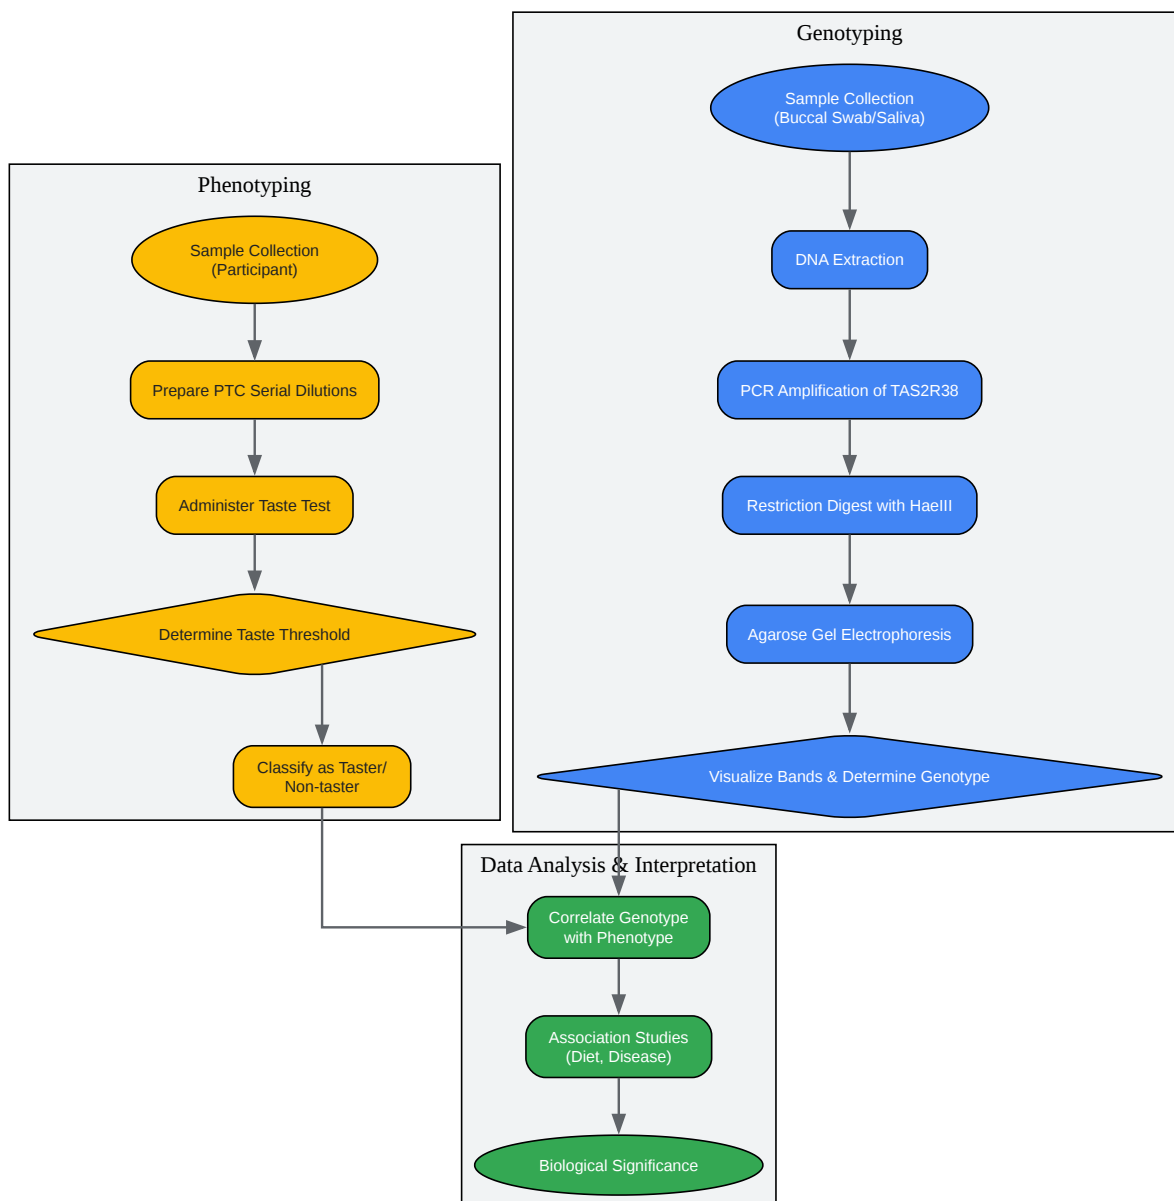 Phenotyping
Sample Collection
(Participant)
Prepare PTC Serial Dilutions
Administer Taste Test
Determine Taste Threshold
Classify as Taster/
Non-taster
Genotyping
Sample Collection
(Buccal Swab/Saliva)
DNA Extraction
PCR Amplification of TAS2R38
Restriction Digest with HaeIII
Agarose Gel Electrophoresis
Visualize Bands & Determine Genotype
Data Analysis & Interpretation
Correlate Genotype
with Phenotype
Association Studies
(Diet, Disease)
Biological Significance